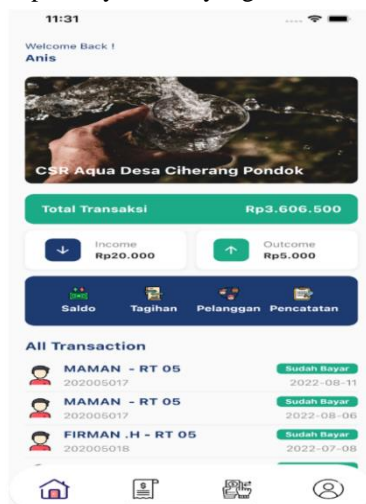 11:31
Welcome Back !
Anis
CSR Aqua Desa Ciherang Pondok
Total Transaksi Rp3.606.500
Income
Rp20.000
Outcome
Rp5.000
Saldo Tagihan Pelanggan Pencatatan
All Transaction
MAMAN - RT 05 Sudah Bayar
202005017 2022-08-11
MAMAN - RT 05 Sudah Bayar
202005017 2022-08-06
FIRMAN .H - RT 05 Sudah Bayar
202005018 2022-07-08